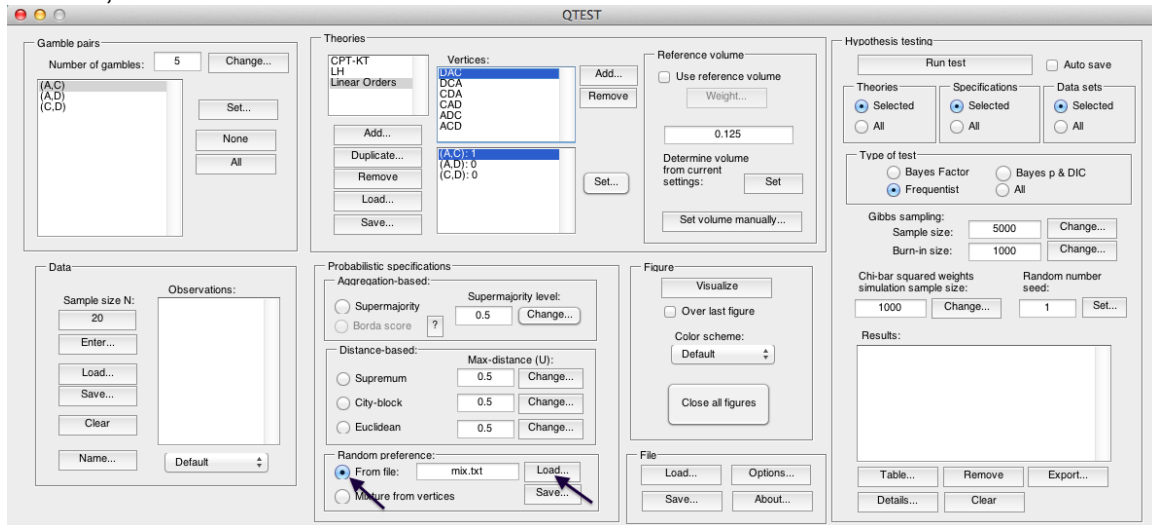 QTEST
Gamble pairs
Number of gambles: 5 Change...
(A,C)
(A,D)
(C,D)
Set...
None
All
Theories
CPT-KT
LH
Linear Orders
Add...
Duplicate...
Remove
Load...
Save...
Vertices:
DAC
DCA
CDA
CAD
ADC
ACD
Add...
Remove
(A,C): 1
(A,D): 0
(C,D): 0
Set...
Reference volume
Use reference volume
Weight...
0.125
Determine volume
from current
settings: Set
Set volume manually...
Hypothesis testing
Run test Auto save
Theories
Selected
All
Specifications
Selected
All
Data sets
Selected
All
Type of test
Bayes Factor Bayes p & DIC
Frequentist All
Gibbs sampling:
Sample size: 5000 Change...
Burn-in size: 1000 Change...
Chi-bar squared weights
simulation sample size:
1000 Change...
Random number
seed:
1 Set...
Results:
Table... Remove Export...
Details... Clear
Data
Sample size N:
20
Enter...
Load...
Save...
Clear
Name...
Observations:
Default
Probabilistic specifications
Aggregation-based:
Supermajority
Borda score ?
Supermajority level:
0.5 Change...
Distance-based:
Max-distance (U):
Supremum 0.5 Change...
City-block 0.5 Change...
Euclidean 0.5 Change...
Random preference:
From file: mix.txt Load...
Mixture from vertices Save...
Figure
Visualize
Over last figure
Color scheme:
Default
Close all figures
File
Load... Options...
Save... About...